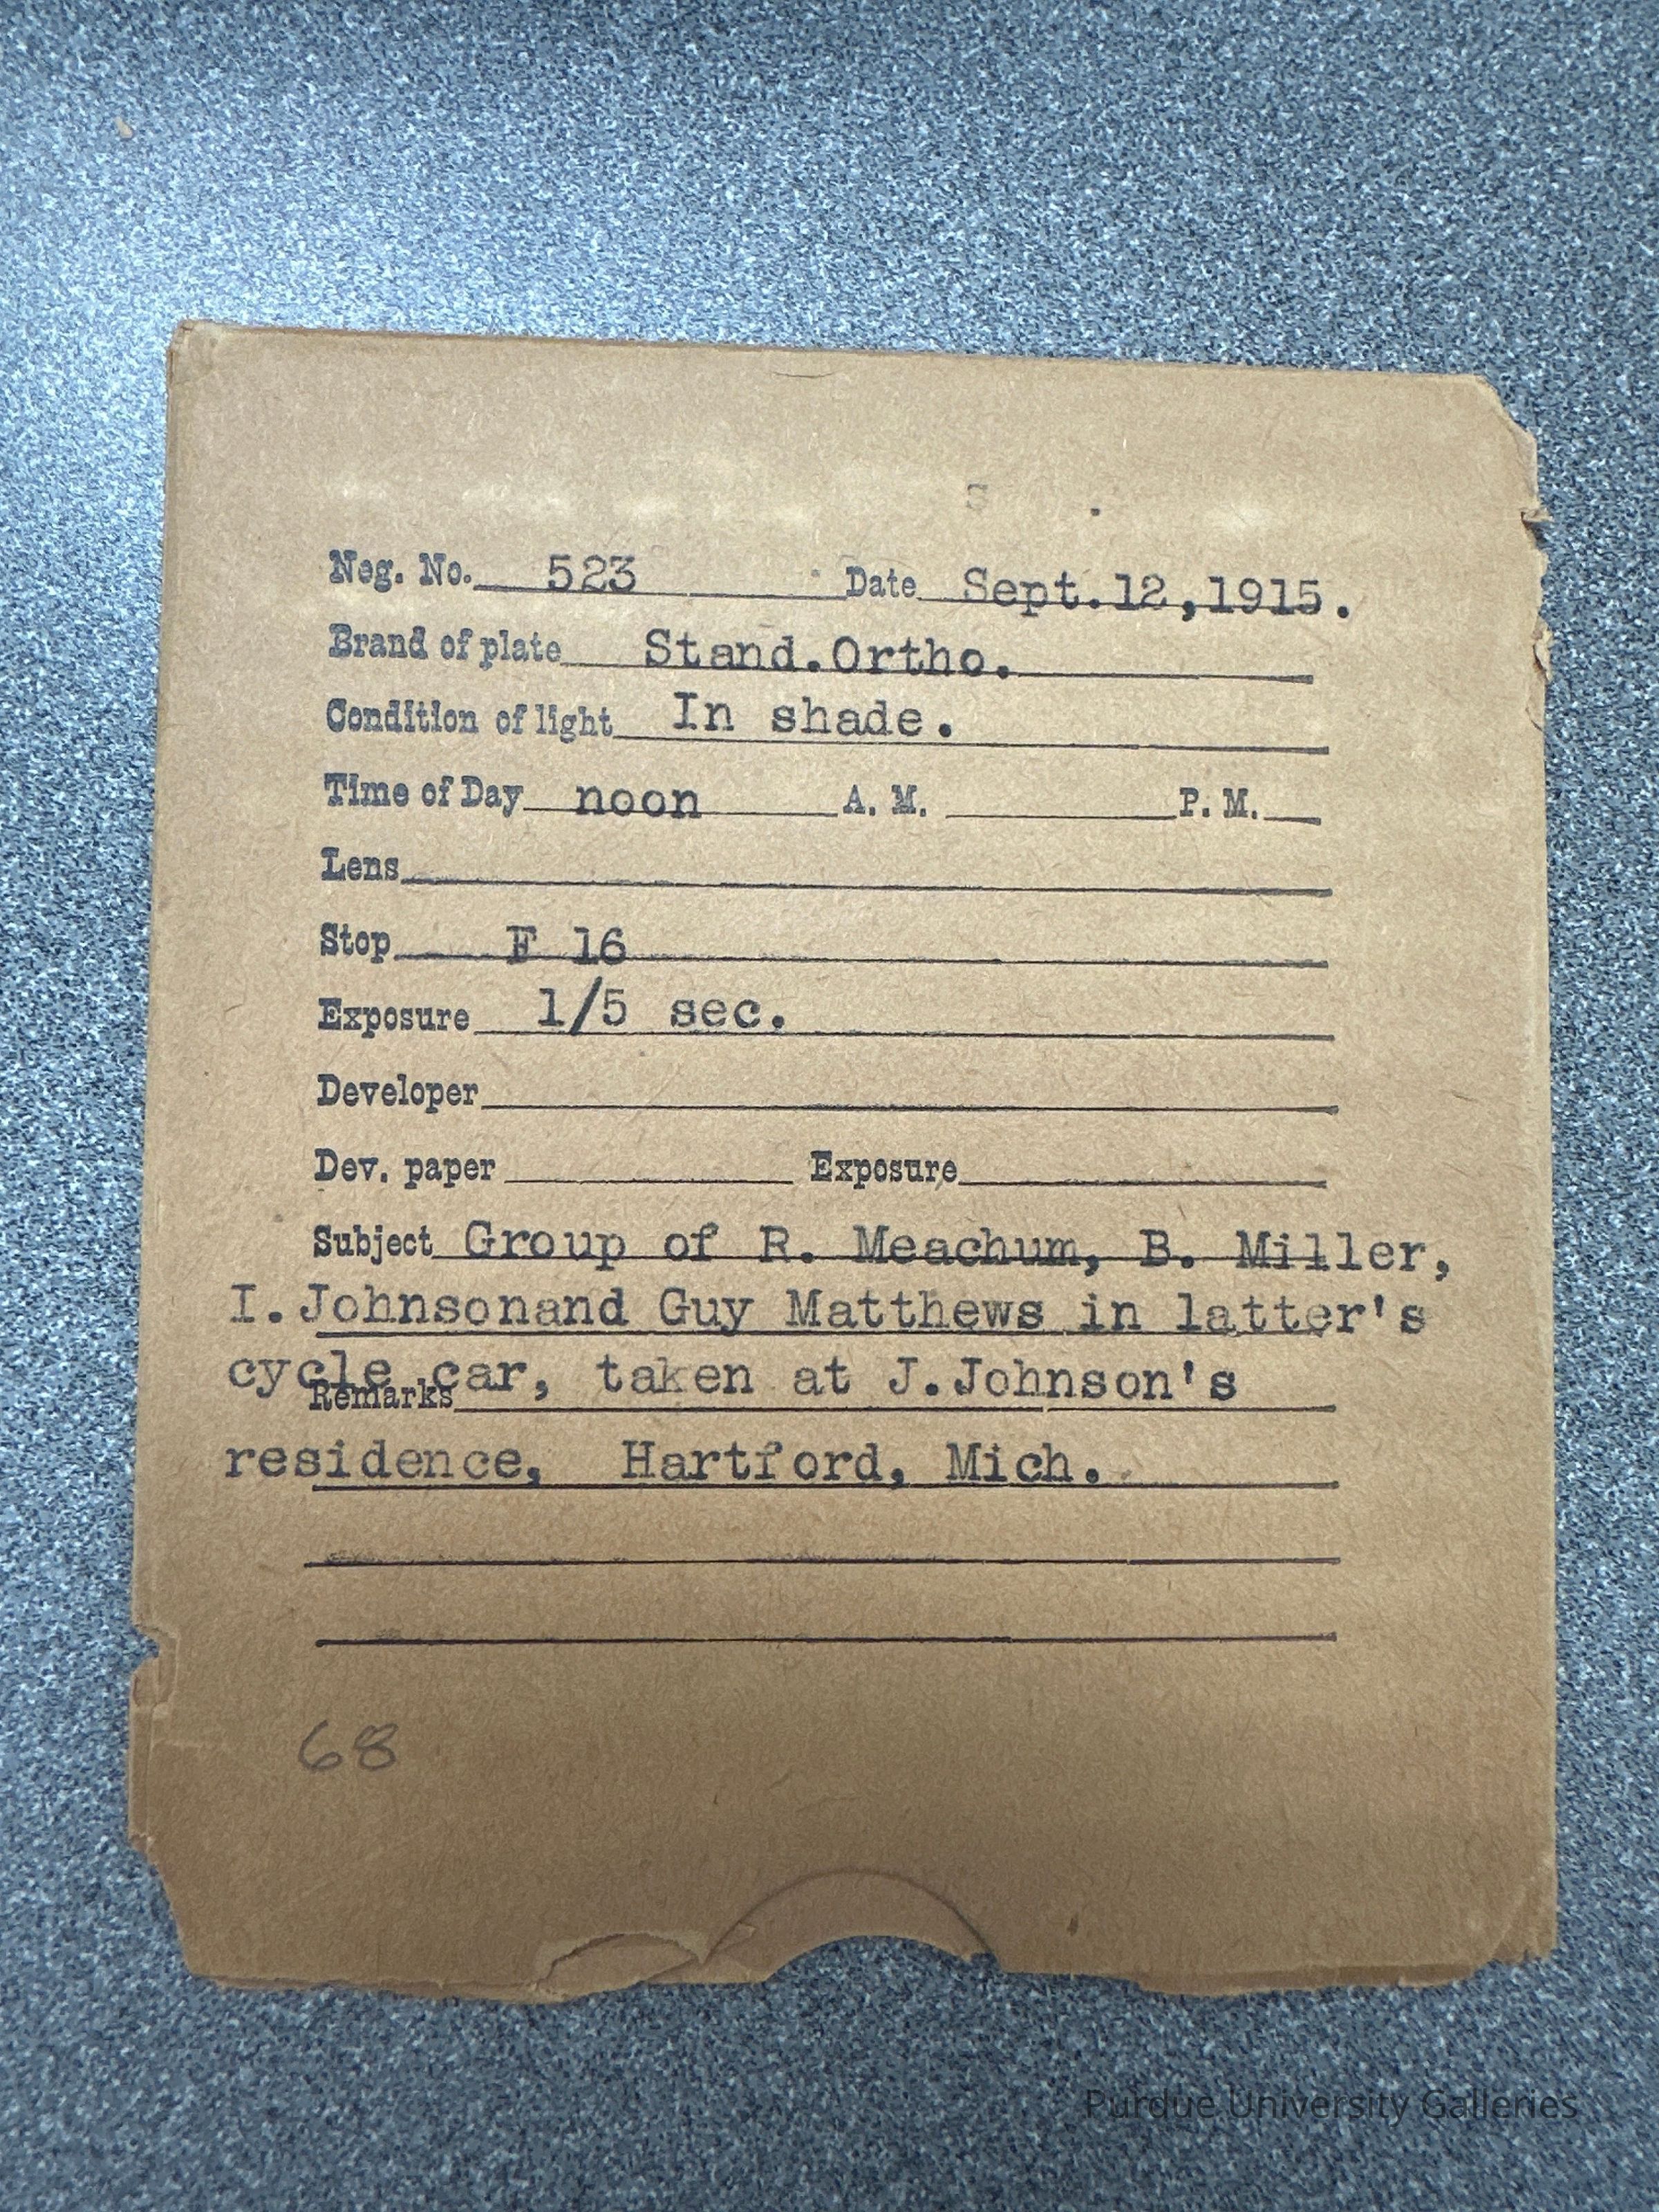 S .
Neg. No. 523 Date Sept.12,1915.
Brand of plate Stand.Ortho.
Condition of light In shade.
Time of Day noon A. M. P. M.
Lens
Stop F 16
Exposure 1/5 sec.
Developer
Dev. paper Exposure
Subject Group of R. Meachum, B. Miller,
I.Johnsonand Guy Matthews in latter's
cycle car, taken at J.Johnson's
Remarks
residence, Hartford, Mich.
68
Purdue University Galleries